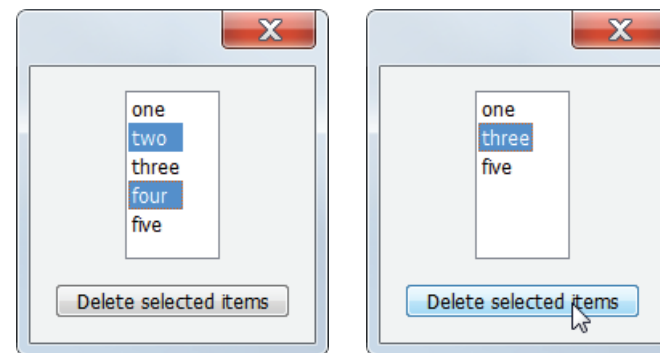 one
two
three
four
five
Delete selected items
one
three
five
Delete selected items